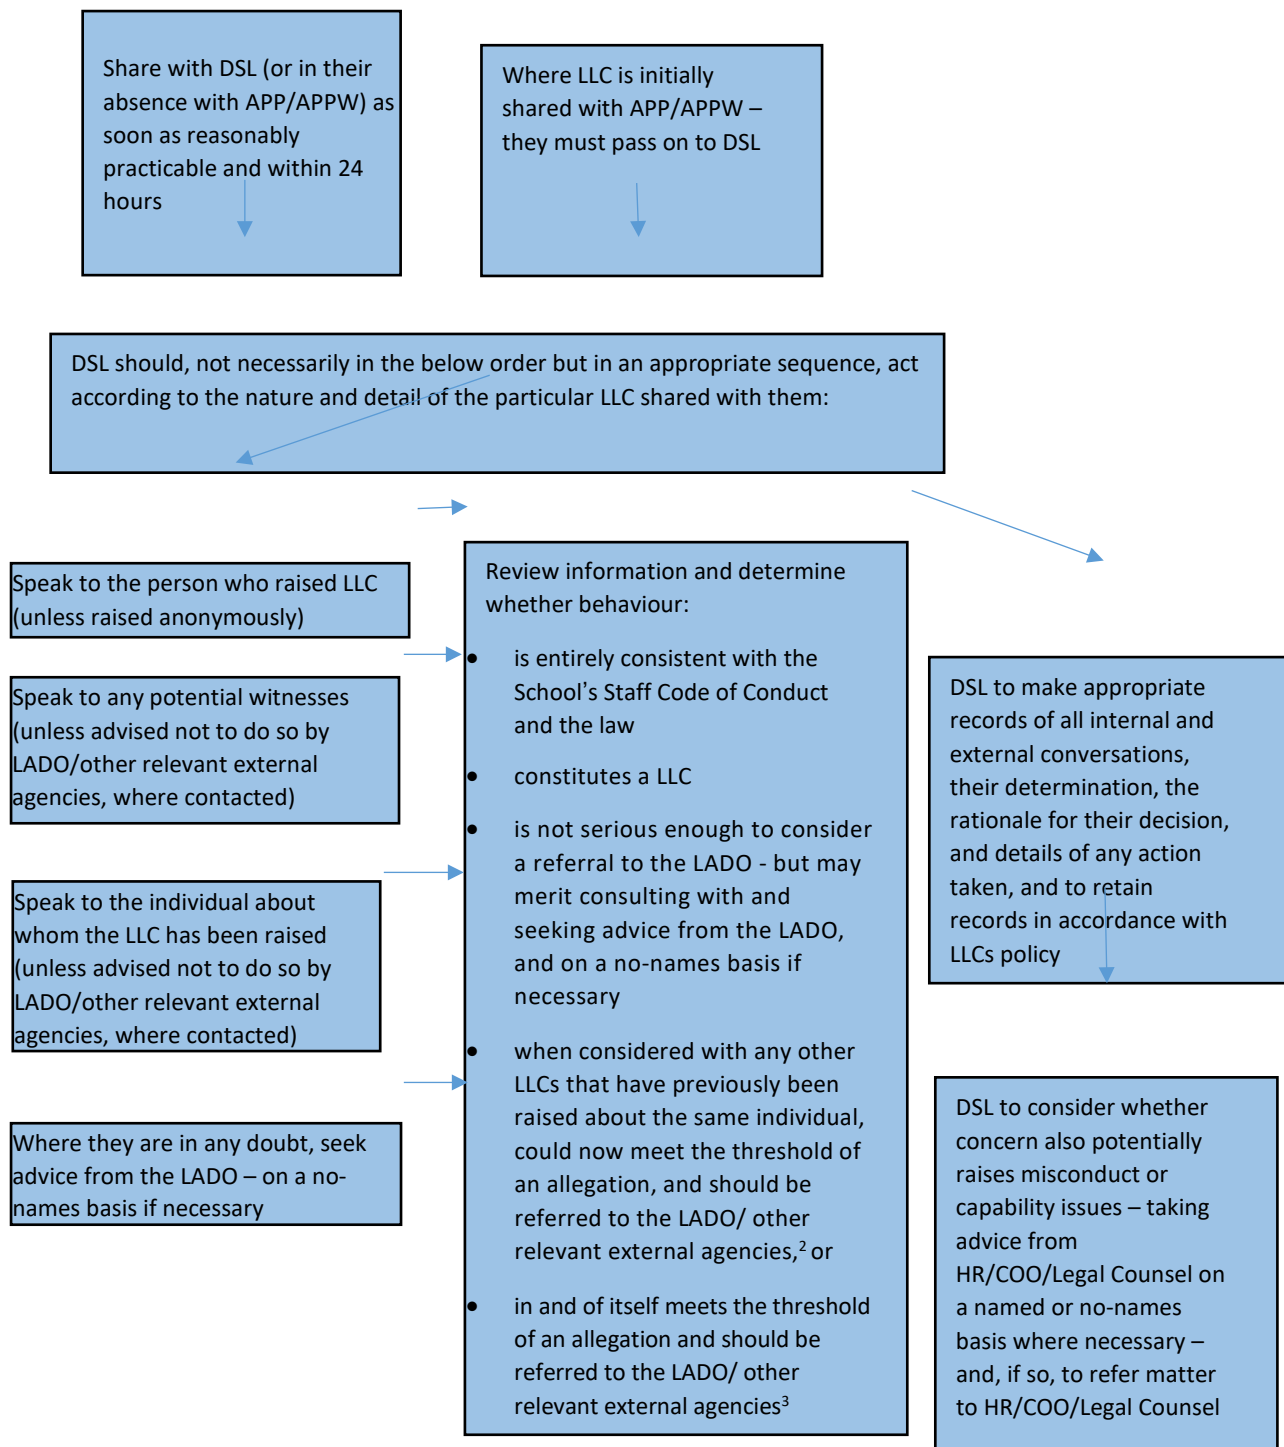 Share with DSL (or in their
absence with APP/APPW) as
soon as reasonably
practicable and within 24
hours
Where LLC is initially
shared with APP/APPW –
they must pass on to DSL
DSL should, not necessarily in the below order but in an appropriate sequence, act
according to the nature and detail of the particular LLC shared with them:
Speak to the person who raised LLC
(unless raised anonymously)
Speak to any potential witnesses
(unless advised not to do so by
LADO/other relevant external
agencies, where contacted)
Speak to the individual about
whom the LLC has been raised
(unless advised not to do so by
LADO/other relevant external
agencies, where contacted)
Where they are in any doubt, seek
advice from the LADO – on a no-
names basis if necessary
Review information and determine
whether behaviour:
• is entirely consistent with the
School’s Staff Code of Conduct
and the law
• constitutes a LLC
• is not serious enough to consider
a referral to the LADO - but may
merit consulting with and
seeking advice from the LADO,
and on a no-names basis if
necessary
• when considered with any other
LLCs that have previously been
raised about the same individual,
could now meet the threshold of
an allegation, and should be
referred to the LADO/ other
relevant external agencies,² or
• in and of itself meets the threshold
of an allegation and should be
referred to the LADO/ other
relevant external agencies³
DSL to make appropriate
records of all internal and
external conversations,
their determination, the
rationale for their decision,
and details of any action
taken, and to retain
records in accordance with
LLCs policy
DSL to consider whether
concern also potentially
raises misconduct or
capability issues – taking
advice from
HR/COO/Legal Counsel on
a named or no-names
basis where necessary –
and, if so, to refer matter
to HR/COO/Legal Counsel